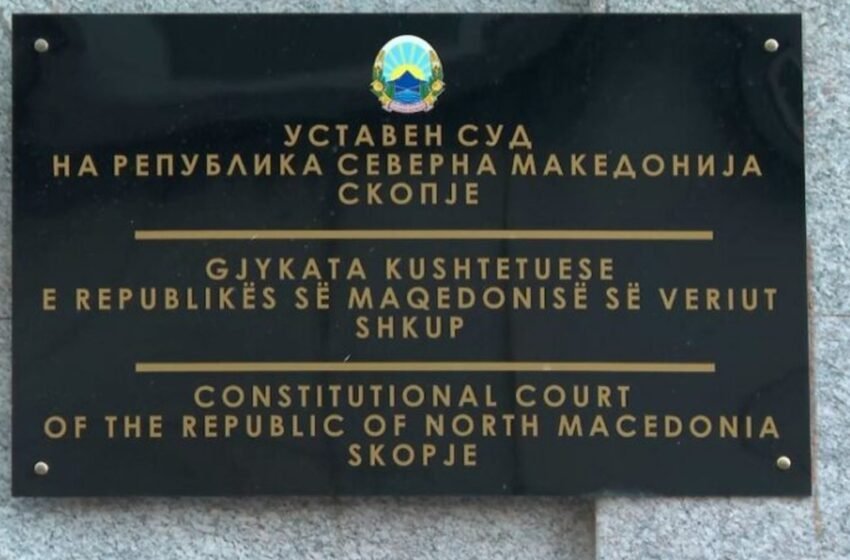 УСТАВЕН СУД
НА РЕПУБЛИКА СЕВЕРНА МАКЕДОНИЈА
СКОПЈЕ
GJYKATA KUSHTETUESE
E REPUBLIKËS SË MAQEDONISË SË VERIUT
SHKUP
CONSTITUTIONAL COURT
OF THE REPUBLIC OF NORTH MACEDONIA
SKOPJE